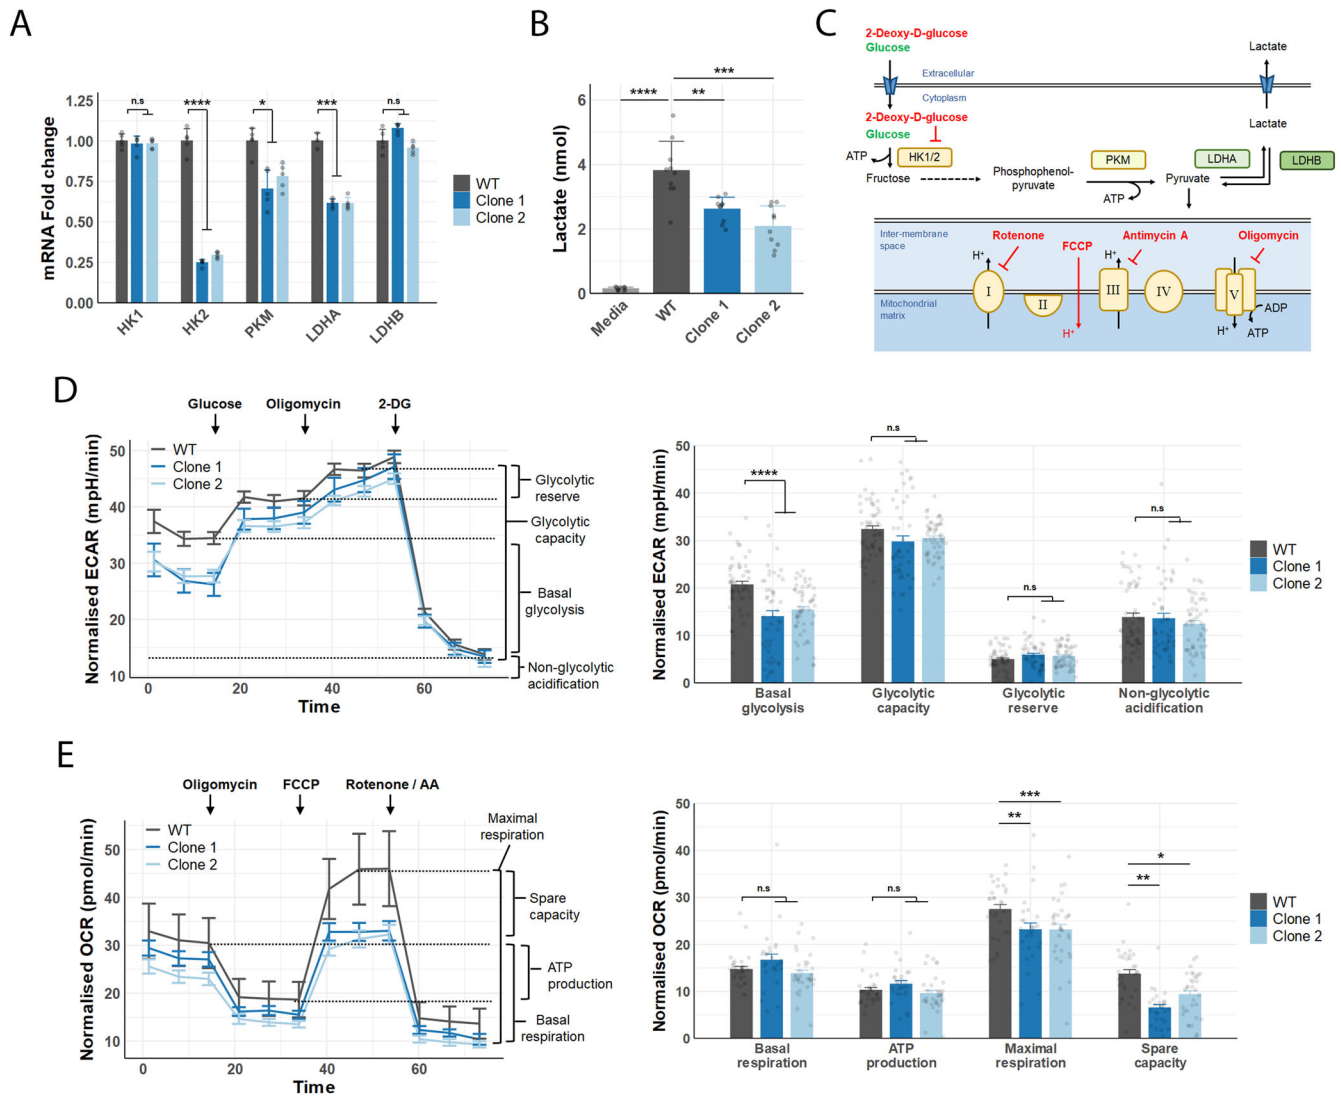 A
mRNA Fold change
1.25
1.00
0.75
0.50
0.25
0.00
n.s
****
*
***
n.s
HK1
HK2
PKM
LDHA
LDHB
WT
Clone 1
Clone 2
B
Lactate (nmol)
6
4
2
0
****
***
**
Media
WT
Clone 1
Clone 2
C
2-Deoxy-D-glucose
Glucose
Lactate
Extracellular
Cytoplasm
2-Deoxy-D-glucose
Glucose
Lactate
ATP
HK1/2
PKM
LDHA
LDHB
Fructose
Phosphophenol-
pyruvate
Pyruvate
ATP
Inter-membrane
space
Rotenone
FCCP
Antimycin A
Oligomycin
H+
H+
I
II
III
IV
V
Mitochondrial
matrix
ADP
H+
H+
ATP
D
Glucose
Oligomycin
2-DG
Normalised ECAR (mpH/min)
50
40
30
20
10
WT
Clone 1
Clone 2
0
20
40
60
Time
Glycolytic
reserve
Glycolytic
capacity
Basal
glycolysis
Non-glycolytic
acidification
Normalised ECAR (mpH/min)
50
40
30
20
10
0
****
n.s
n.s
n.s
Basal
glycolysis
Glycolytic
capacity
Glycolytic
reserve
Non-glycolytic
acidification
WT
Clone 1
Clone 2
E
Oligomycin
FCCP
Rotenone / AA
Normalised OCR (pmol/min)
50
40
30
20
10
WT
Clone 1
Clone 2
0
20
40
60
Time
Maximal
respiration
Spare
capacity
ATP
production
Basal
respiration
Normalised OCR (pmol/min)
50
40
30
20
10
0
n.s
n.s
***
**
*
**
Basal
respiration
ATP
production
Maximal
respiration
Spare
capacity
WT
Clone 1
Clone 2